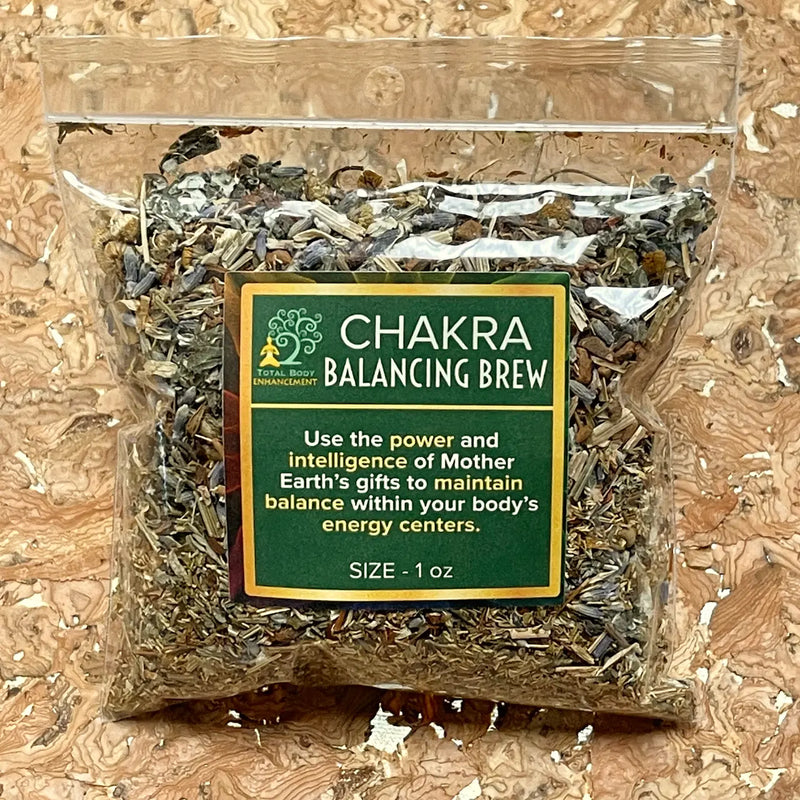 TOTAL BODY
ENHANCEMENT
CHAKRA
BALANCING BREW
Use the power and
intelligence of Mother
Earth's gifts to maintain
balance within your body's
energy centers.
SIZE - 1 oz